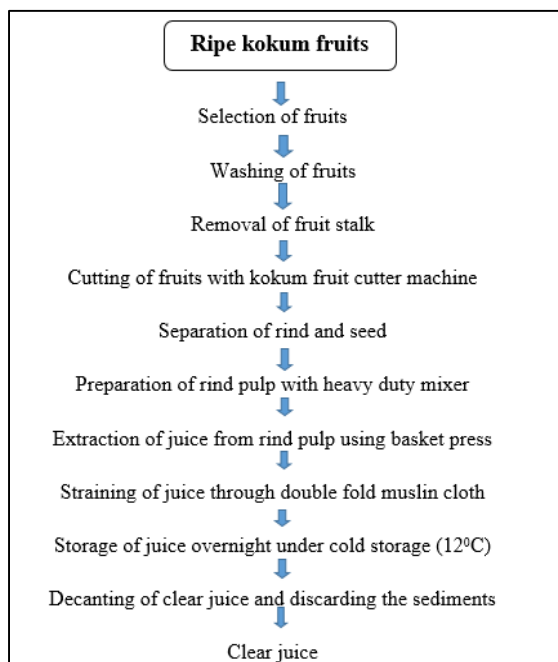 Ripe kokum fruits
Selection of fruits
Washing of fruits
Removal of fruit stalk
Cutting of fruits with kokum fruit cutter machine
Separation of rind and seed
Preparation of rind pulp with heavy duty mixer
Extraction of juice from rind pulp using basket press
Straining of juice through double fold muslin cloth
Storage of juice overnight under cold storage (12⁰C)
Decanting of clear juice and discarding the sediments
Clear juice